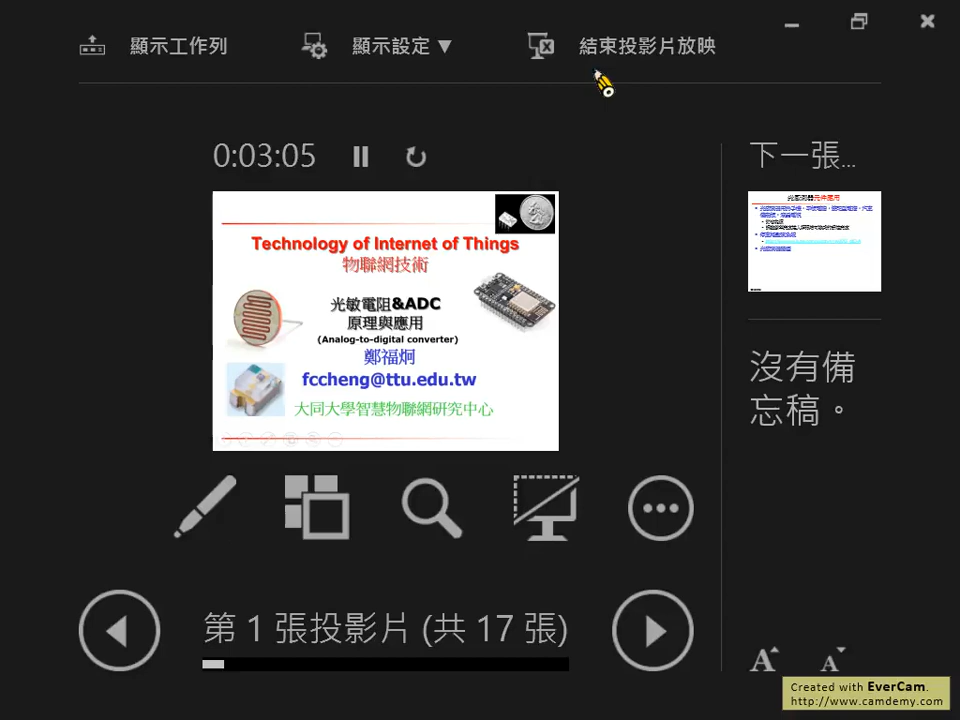 顯示工作列
顯示設定 ▼
結束投影片放映
0:03:05
下一張...
Technology of Internet of Things
物聯網技術
光敏電阻&ADC
原理與應用
(Analog-to-digital converter)
鄭福炯
fccheng@ttu.edu.tw
大同大學智慧物聯網研究中心
沒有備
忘稿。
第 1 張投影片 (共 17 張)
A A
Created with EverCam.
http://www.camdemy.com